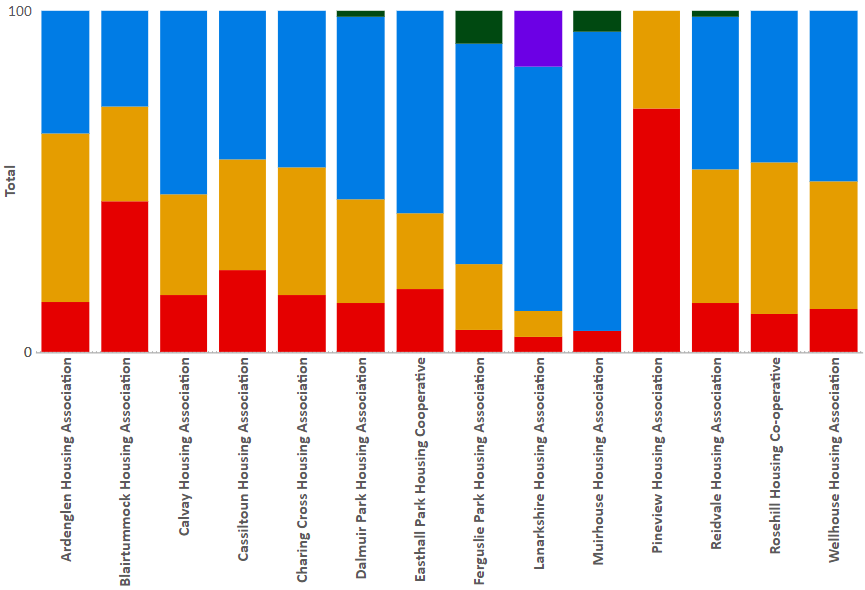 100
Total
0
Ardenglen Housing Association
Blairtummock Housing Association
Calvay Housing Association
Cassiltoun Housing Association
Charing Cross Housing Association
Dalmuir Park Housing Association
Easthall Park Housing Cooperative
Ferguslie Park Housing Association
Lanarkshire Housing Association
Muirhouse Housing Association
Pineview Housing Association
Reidvale Housing Association
Rosehill Housing Co-operative
Wellhouse Housing Association